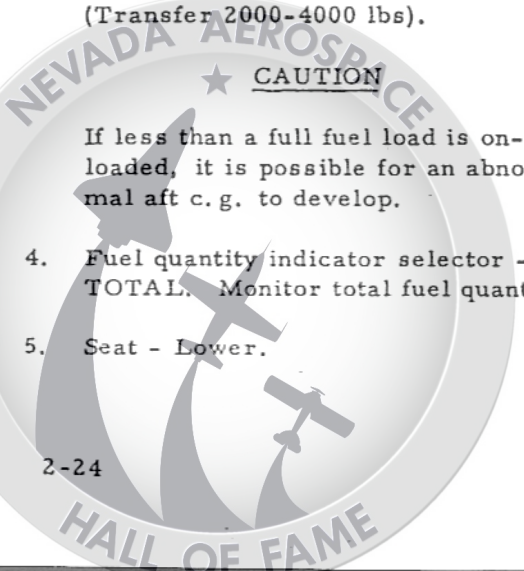 (Transfer 2000-4000 lbs).
CAUTION
If less than a full fuel load is on-
loaded, it is possible for an abno
mal aft c. g. to develop.
4. Fuel quantity indicator selector -
TOTAL. Monitor total fuel quant
5. Seat - Lower.
2-24
NEVADA AEROSPACE
HALL OF FAME